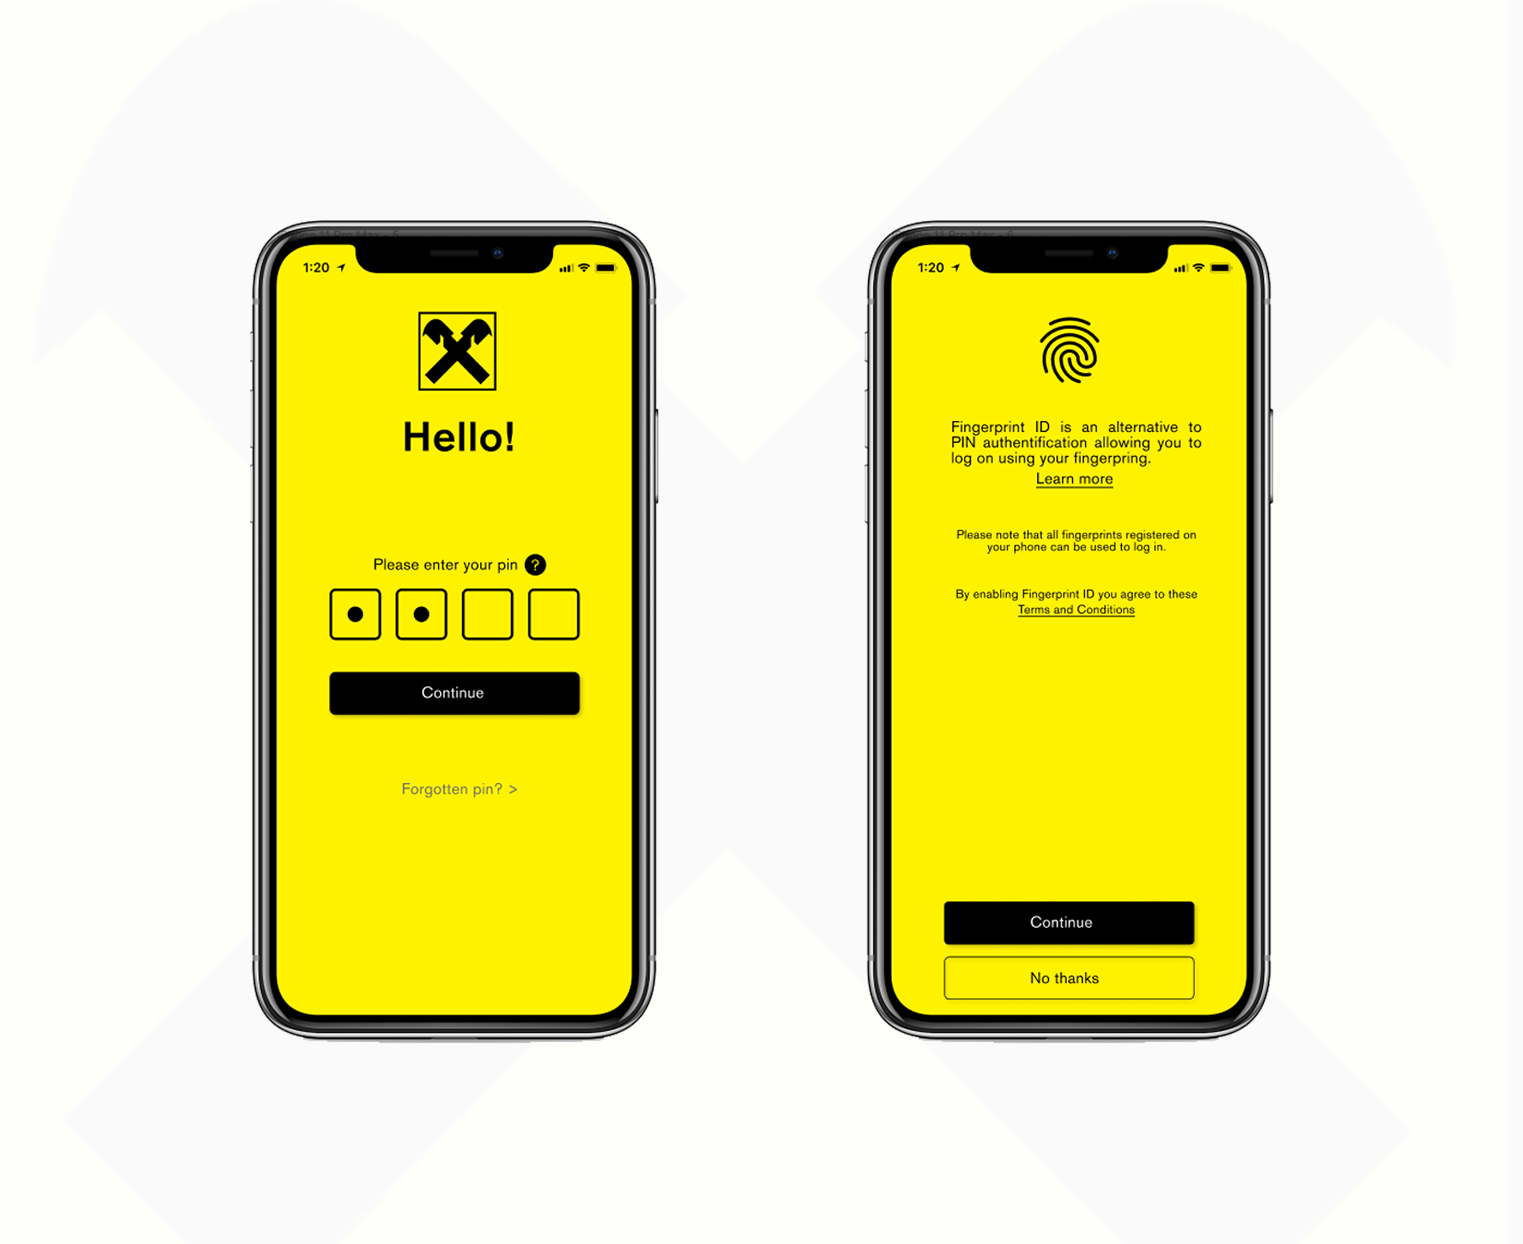 1:20
Hello!
Please enter your pin ?
Continue
Forgotten pin? >
1:20
Fingerprint ID is an alternative to
PIN authentification allowing you to
log on using your fingerpring.
Learn more
Please note that all fingerprints registered on
your phone can be used to log in.
By enabling Fingerprint ID you agree to these
Terms and Conditions
Continue
No thanks